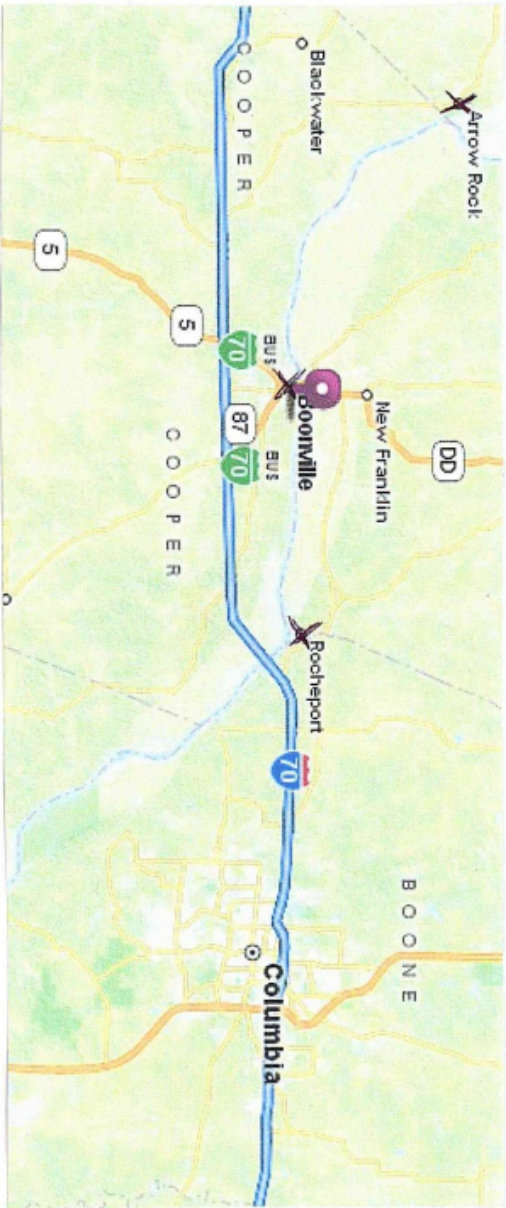 Arrow Rock
Blackwater
COOPER
DD
New Franklin
Boonville
BUS
70
5
5
87
BUS
70
COOPER
Rocheport
70
BOONE
Columbia